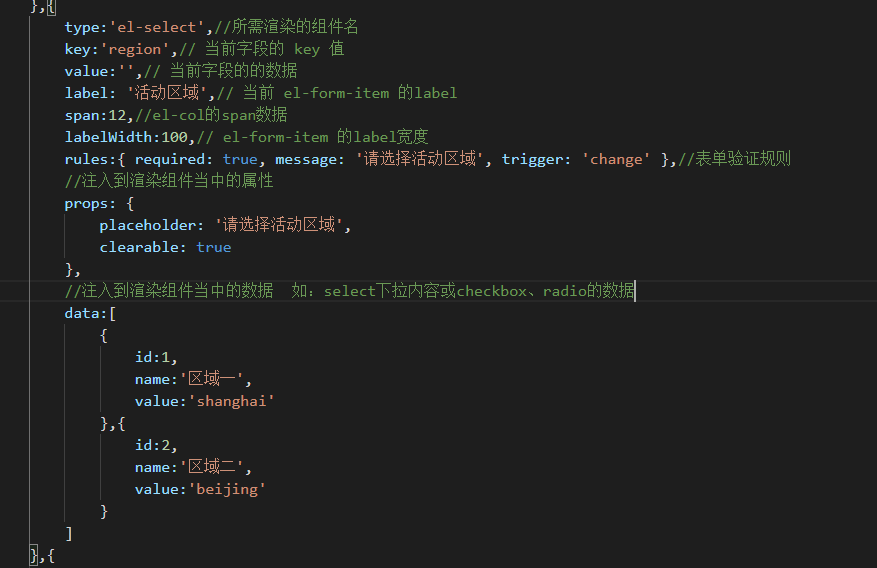 },{
type:'el-select',//所需渲染的组件名
key:'region',// 当前字段的 key 值
value:'',// 当前字段的的数据
label: '活动区域',// 当前 el-form-item 的label
span:12,//el-col的span数据
labelWidth:100,// el-form-item 的label宽度
rules:{ required: true, message: '请选择活动区域', trigger: 'change' },//表单验证规则
//注入到渲染组件当中的属性
props: {
placeholder: '请选择活动区域',
clearable: true
},
//注入到渲染组件当中的数据  如：select下拉内容或checkbox、radio的数据
data:[
{
id:1,
name:'区域一',
value:'shanghai'
},{
id:2,
name:'区域二',
value:'beijing'
}
]
},{